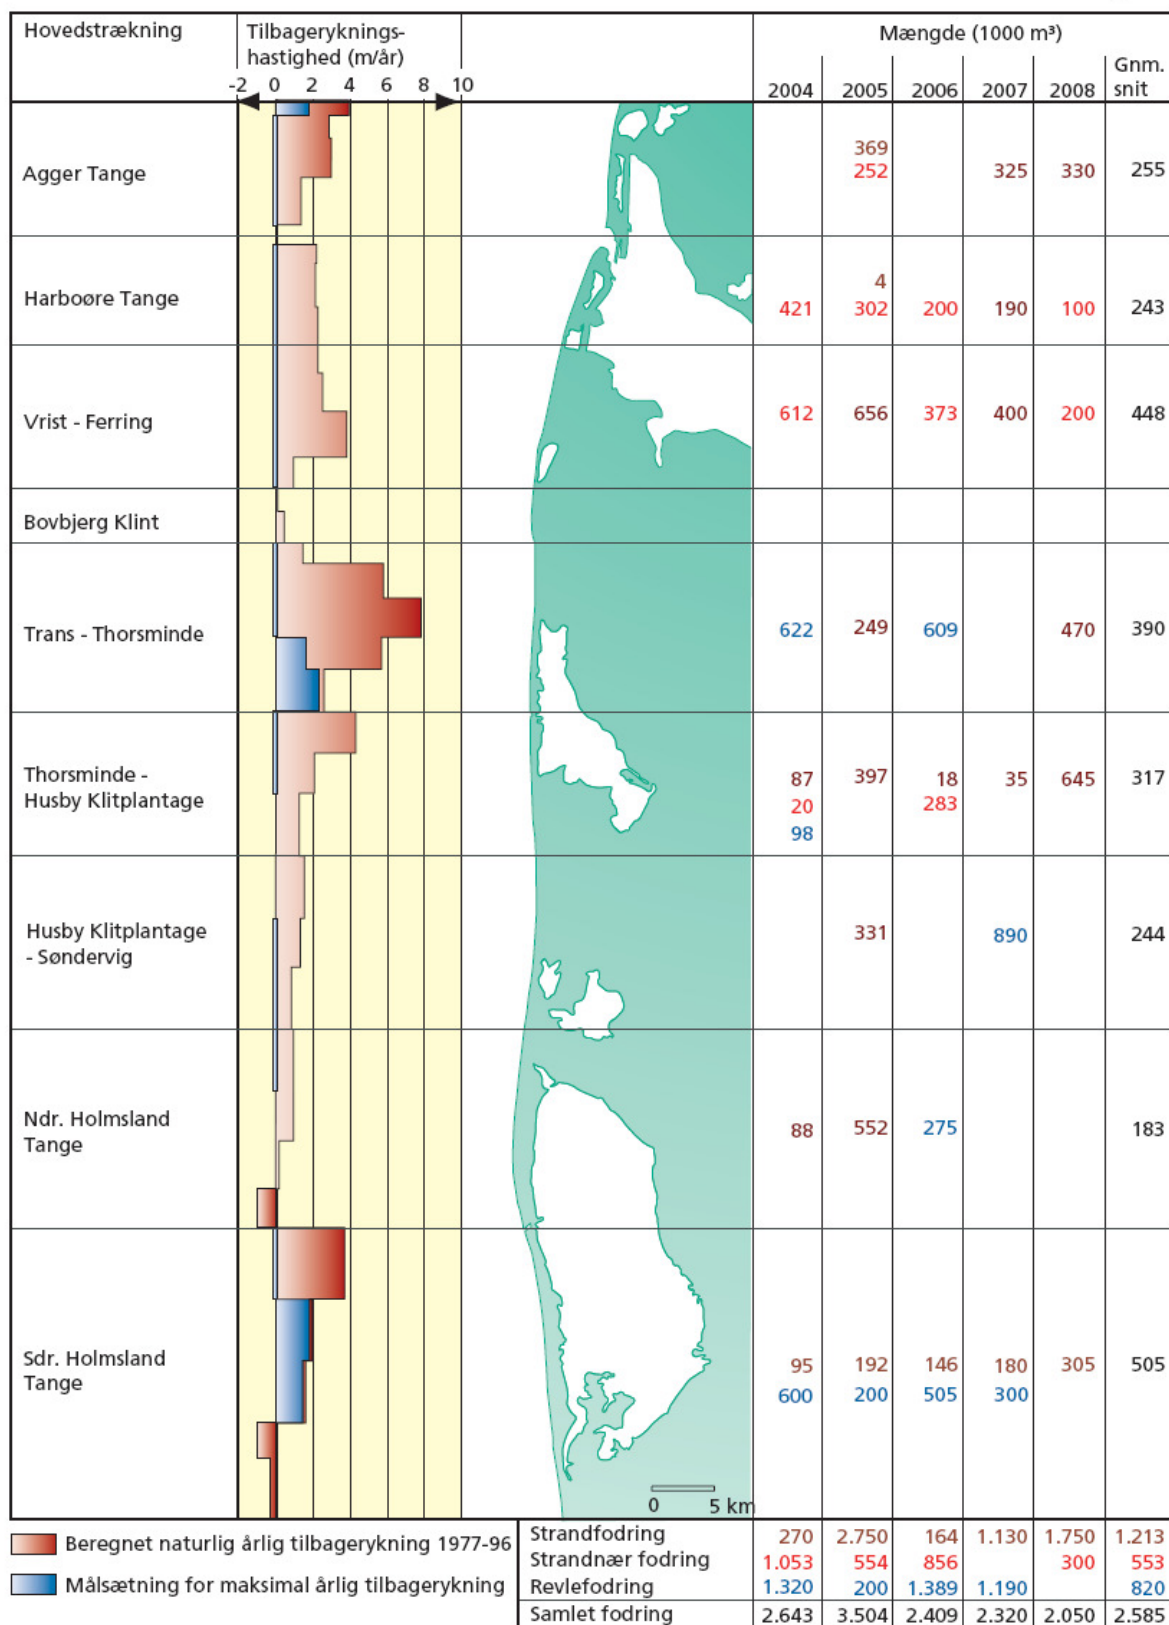 Hovedstrækning
Tilbageryknings-
hastighed (m/år)
-2 0 2 4 6 8 10
Mængde (1000 m³)
2004 2005 2006 2007 2008 Gnm. snit
Agger Tange
369
252 325 330 255
Harboøre Tange
4
421 302 200 190 100 243
Vrist - Ferring 612 656 373 400 200 448
Bovbjerg Klint
Trans - Thorsminde 622 249 609 470 390
Thorsminde -
Husby Klitplantage
87 397 18 35 645 317
20 283
98
Husby Klitplantage
- Søndervig
331 890 244
Ndr. Holmsland
Tange
88 552 275 183
Sdr. Holmsland
Tange
95 192 146 180 305 505
600 200 505 300
0 5 km
Beregnet naturlig årlig tilbagerykning 1977-96
Målsætning for maksimal årlig tilbagerykning
Strandfodring 270 2.750 164 1.130 1.750 1.213
Strandnær fodring 1.053 554 856 300 553
Revlefodring 1.320 200 1.389 1.190 820
Samlet fodring 2.643 3.504 2.409 2.320 2.050 2.585